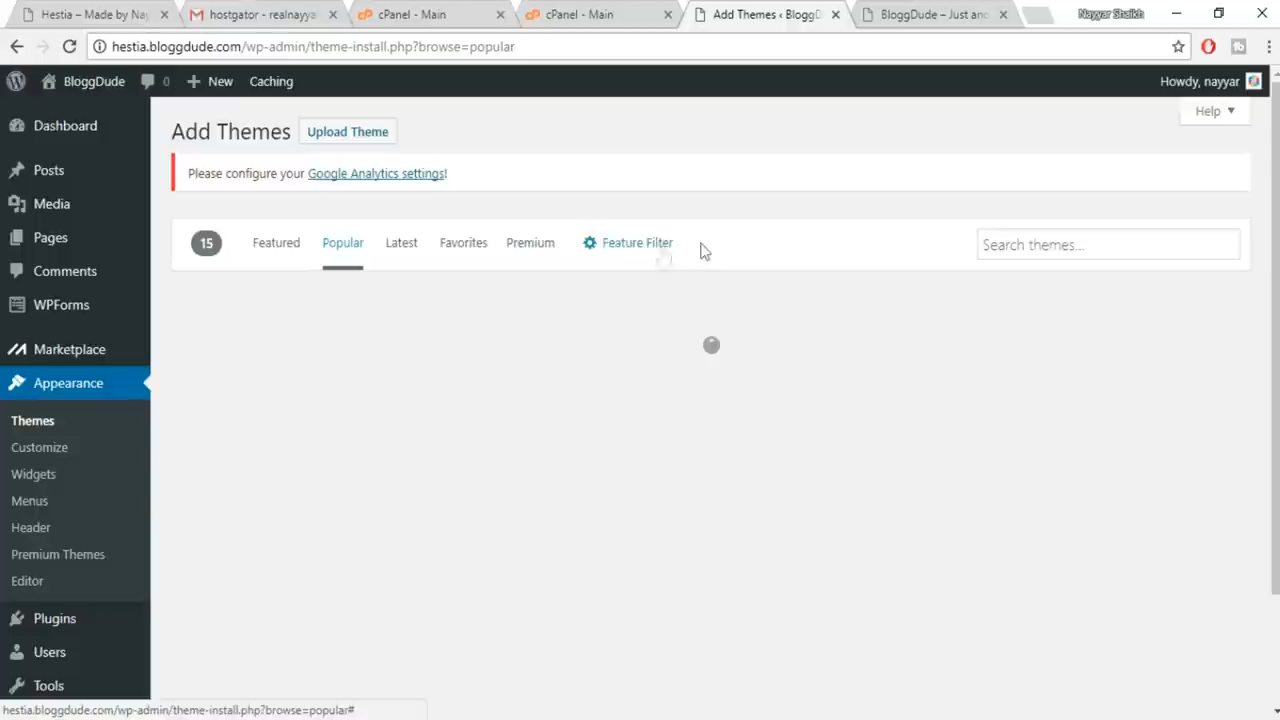 Hestia – Made by Nay
hostgator - realnayya
cPanel - Main
cPanel - Main
Add Themes ‹ BloggD
BloggDude – Just ano
Nayyar Shaikh
hestia.bloggdude.com/wp-admin/theme-install.php?browse=popular
BloggDude
0
New
Caching
Howdy, nayyar
Help
Dashboard
Posts
Media
Pages
Comments
WPForms
Marketplace
Appearance
Themes
Customize
Widgets
Menus
Header
Premium Themes
Editor
Plugins
Users
Tools
Add Themes
Upload Theme
Please configure your Google Analytics settings!
15
Featured
Popular
Latest
Favorites
Premium
Feature Filter
Search themes...
hestia.bloggdude.com/wp-admin/theme-install.php?browse=popular#